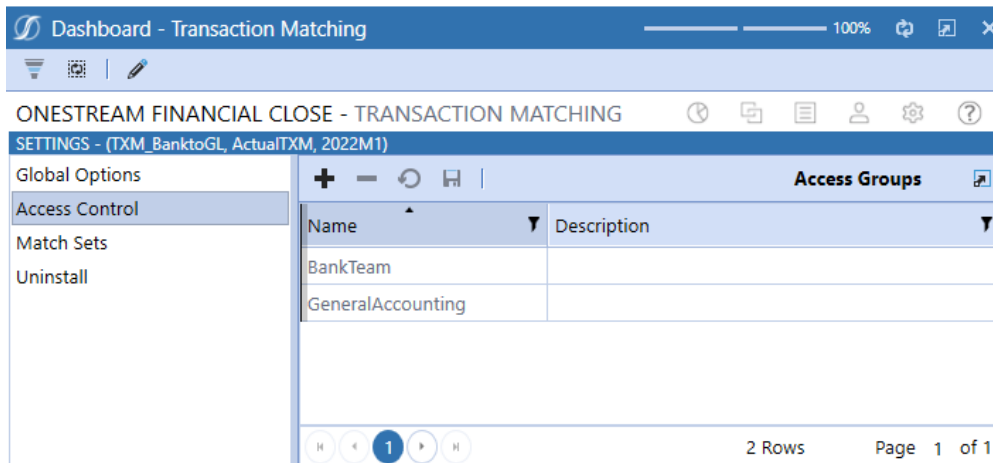 Dashboard - Transaction Matching 100%
ONESTREAM FINANCIAL CLOSE - TRANSACTION MATCHING
SETTINGS - (TXM_BanktoGL, ActualTXM, 2022M1)
Global Options
Access Control
Match Sets
Uninstall
Access Groups
Name Description
BankTeam
GeneralAccounting
1 2 Rows Page 1 of 1